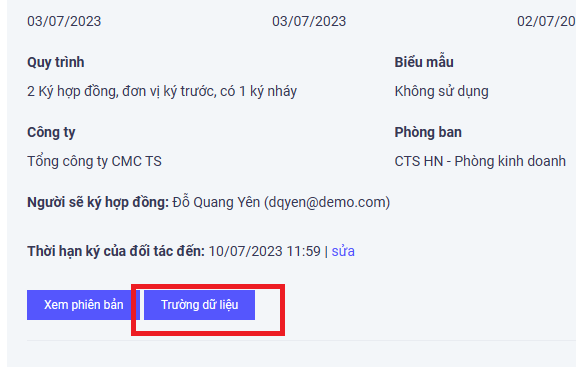 03/07/2023 03/07/2023 02/07/20
Quy trình Biểu mẫu
2 Ký hợp đồng, đơn vị ký trước, có 1 ký nháy Không sử dụng
Công ty Phòng ban
Tổng công ty CMC TS CTS HN - Phòng kinh doanh
Người sẽ ký hợp đồng: Đỗ Quang Yên (dqyen@demo.com)
Thời hạn ký của đối tác đến: 10/07/2023 11:59 | sửa
Xem phiên bản Trường dữ liệu